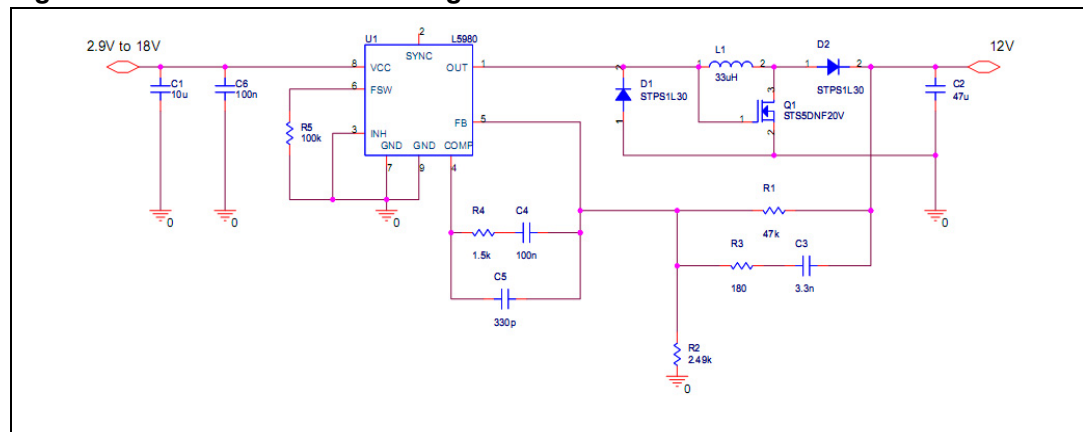 2.9V to 18V
U1
2
L5980
SYNC
8
VCC
OUT
1
6
FSW
3
INH
FB
5
GND
GND
COMP
7
9
4
C1
10u
C6
100n
R5
100k
0
0
0
L1
1
2
33uH
D2
1
2
STPS1L30
12V
2
D1
STPS1L30
1
3
Q1
STS5DNF20V
1
2
C2
47u
0
R4
1.5k
C4
100n
C5
330p
R1
47k
R3
180
C3
3.3n
R2
2.49k
0